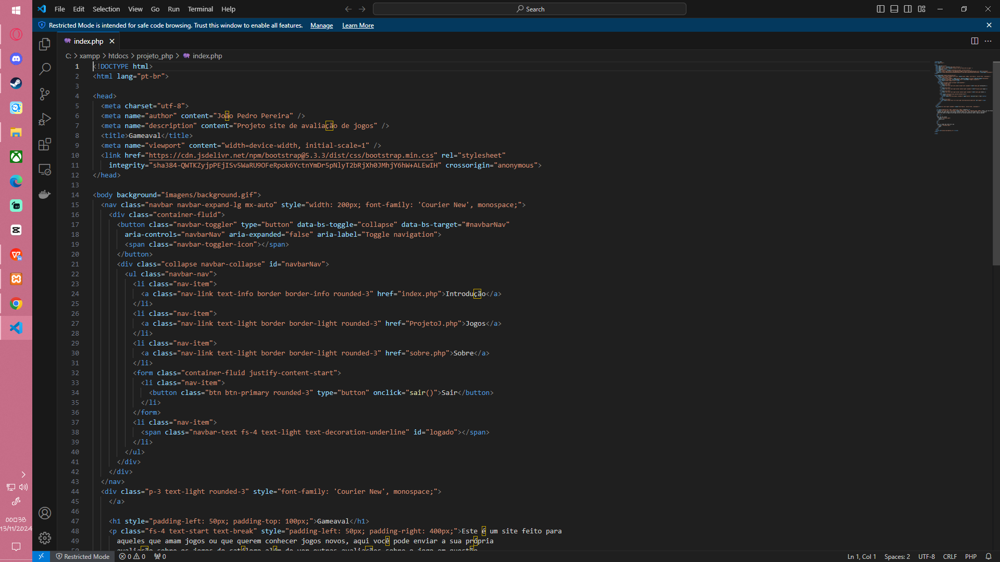 File Edit Selection View Go Run Terminal Help
Search
Restricted Mode is intended for safe code browsing. Trust this window to enable all features. Manage Learn More
index.php
C: > xampp > htdocs > projeto_php > index.php
1 <!DOCTYPE html>
2 <html lang="pt-br">
3
4 <head>
5 <meta charset="utf-8">
6 <meta name="author" content="João Pedro Pereira" />
7 <meta name="description" content="Projeto site de avaliação de jogos" />
8 <title>Gameaval</title>
9 <meta name="viewport" content="width=device-width, initial-scale=1" />
10 <link href="https://cdn.jsdelivr.net/npm/bootstrap@5.3.3/dist/css/bootstrap.min.css" rel="stylesheet"
11 integrity="sha384-QWTKZyjpPEjISv5WaRU9OFeRpok6YctnYmDr5pNlyT2bRjXh0JMhjY6hW+ALEwIH" crossorigin="anonymous">
12 </head>
13
14 <body background="imagens/background.gif">
15 <nav class="navbar navbar-expand-lg mx-auto" style="width: 200px; font-family: 'Courier New', monospace;">
16 <div class="container-fluid">
17 <button class="navbar-toggler" type="button" data-bs-toggle="collapse" data-bs-target="#navbarNav"
18 aria-controls="navbarNav" aria-expanded="false" aria-label="Toggle navigation">
19 <span class="navbar-toggler-icon"></span>
20 </button>
21 <div class="collapse navbar-collapse" id="navbarNav">
22 <ul class="navbar-nav">
23 <li class="nav-item">
24 <a class="nav-link text-info border border-info rounded-3" href="index.php">Introdução</a>
25 </li>
26 <li class="nav-item">
27 <a class="nav-link text-light border border-light rounded-3" href="ProjetoJ.php">Jogos</a>
28 </li>
29 <li class="nav-item">
30 <a class="nav-link text-light border border-light rounded-3" href="sobre.php">Sobre</a>
31 </li>
32 <form class="container-fluid justify-content-start">
33 <li class="nav-item">
34 <button class="btn btn-primary rounded-3" type="button" onclick="sair()">Sair</button>
35 </li>
36 </form>
37 <li class="nav-item">
38 <span class="navbar-text fs-4 text-light text-decoration-underline" id="logado"></span>
39 </li>
40 </ul>
41 </div>
42 </div>
43 </nav>
44 <div class="p-3 text-light rounded-3" style="font-family: 'Courier New', monospace;">
45 </a>
46
47 <h1 style="padding-left: 50px; padding-top: 100px;">Gameaval</h1>
48 <p class="fs-4 text-start text-break" style="padding-left: 50px; padding-right: 400px;">Este é um site feito para
49 aqueles que amam jogos ou que querem conhecer jogos novos, aqui você pode enviar a sua própria
50 avaliação sobre os jogos do catálogo além de ver outras avaliações sobre o jogo em questão
00:38
13/11/2024
Restricted Mode 0 0 0
Ln 1, Col 1 Spaces: 2 UTF-8 CRLF PHP